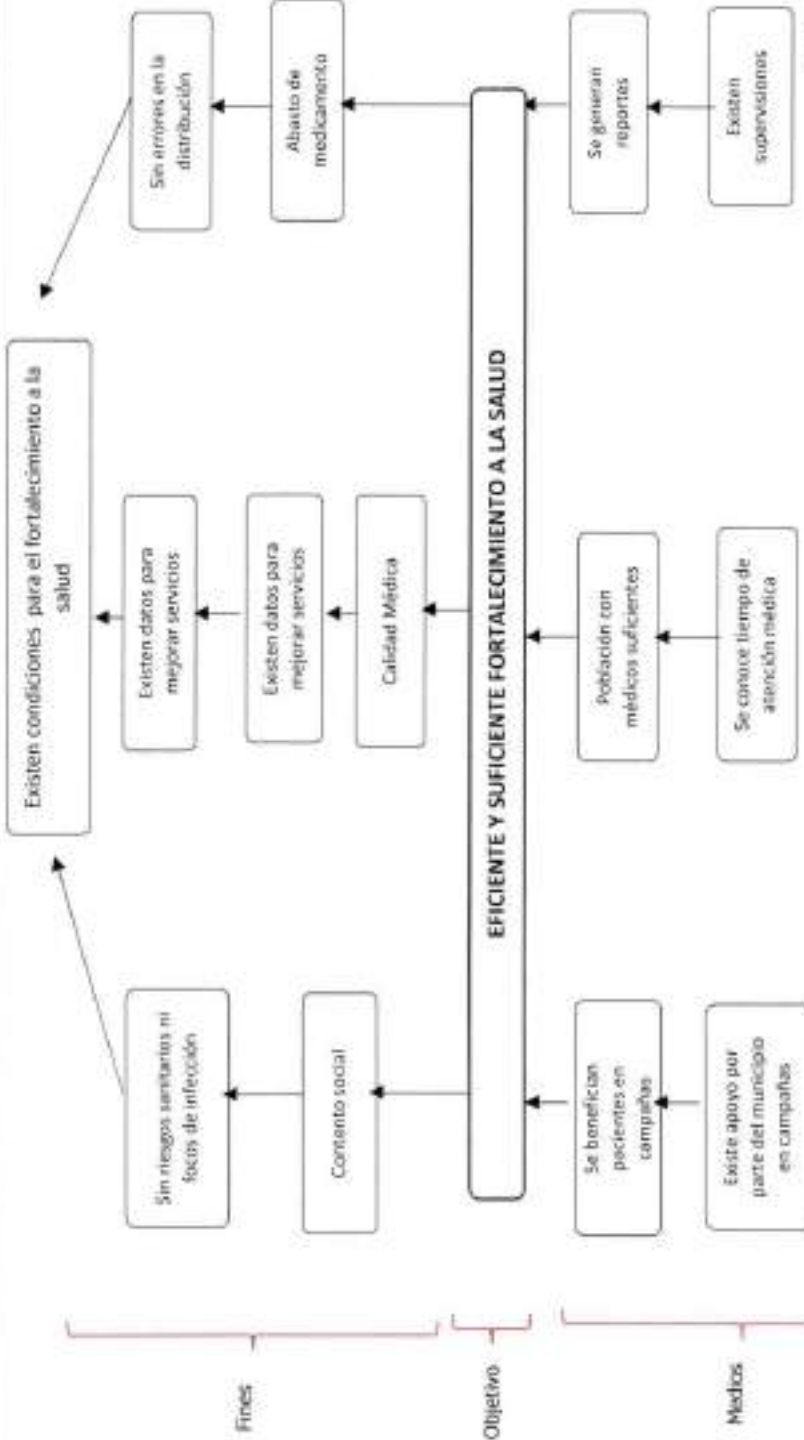 Existen condiciones para el fortalecimiento a la
salud
Fines
Sin riesgos sanitarios ni
focos de infección
Existen datos para
mejorar servicios
Sin errores en la
distribución
Existen datos para
mejorar servicios
Contento social
Calidad Médica
Abasto de
medicamento
Objetivo
EFICIENTE Y SUFICIENTE FORTALECIMIENTO A LA SALUD
Medios
Se benefician
pacientes en
campañas
Población con
médicos suficientes
Se generan
reportes
Existe apoyo por
parte del municipio
en campañas
Se conoce tiempo de
atención médica
Existen
supervisiones